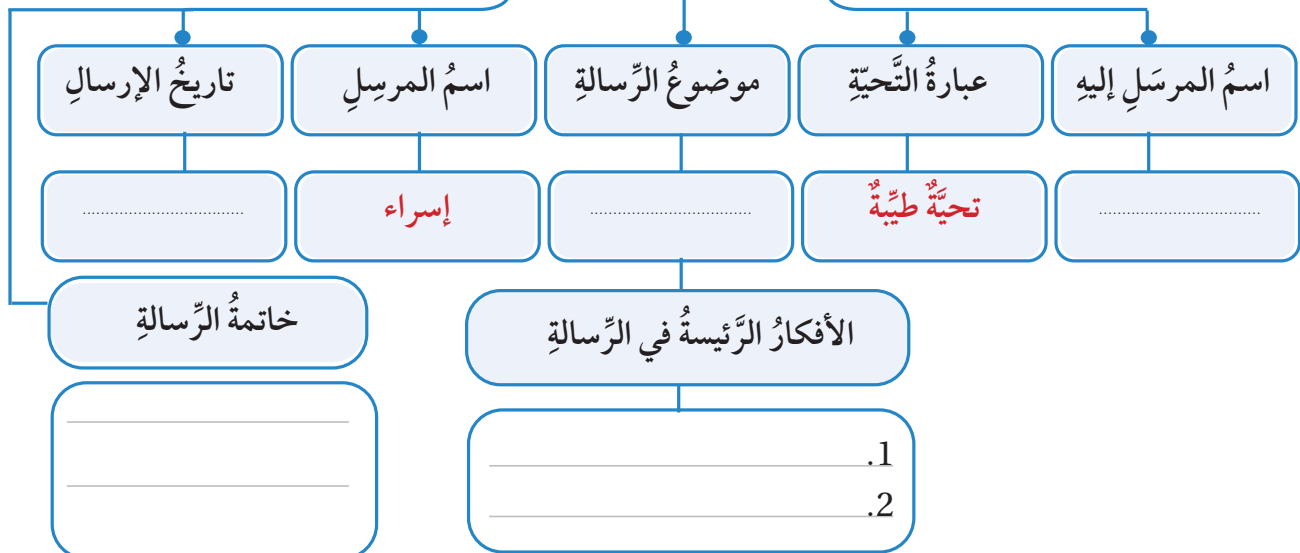 اسمُ المرسَلِ إليهِ
عبارةُ التَّحيّةِ
موضوعُ الرِّسالةِ
اسمُ المرسِلِ
تاريخُ الإرسالِ
................................
تحيَّةٌ طيِّبةٌ
................................
إسراء
................................
الأفكارُ الرَّئيسةُ في الرِّسالةِ
1.
2.
خاتمةُ الرِّسالةِ